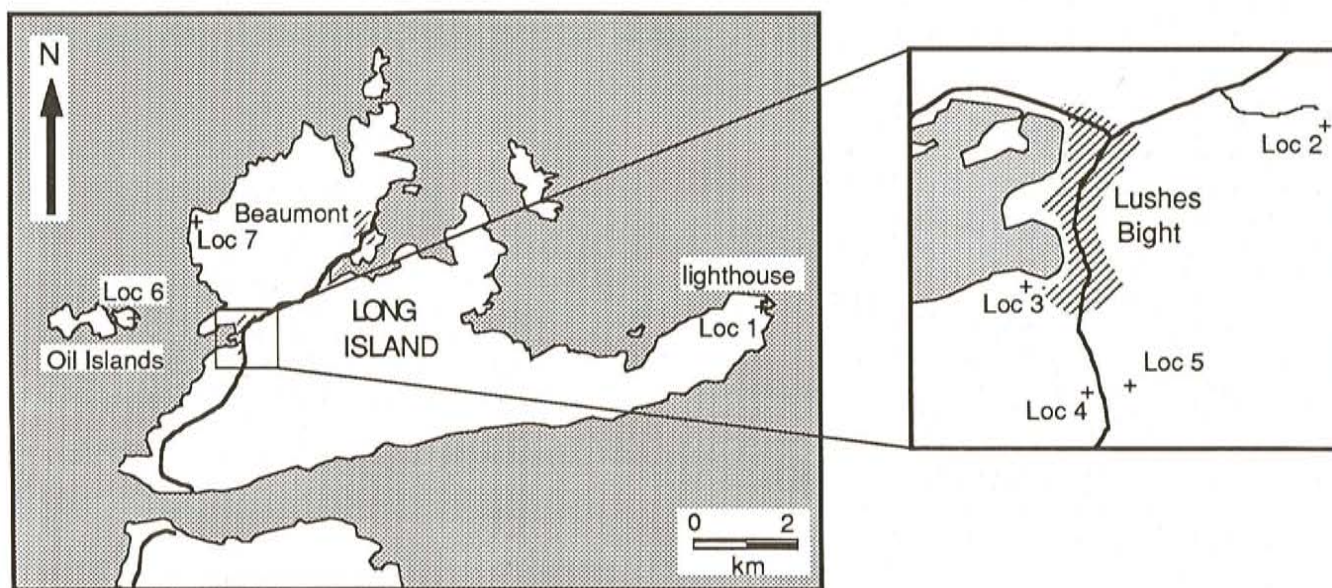 N
Beaumont
Loc 7
lighthouse
Loc 6
LONG
ISLAND
Loc 1
Oil Islands
0 2
km
Loc 2
Lushes
Bight
Loc 3
Loc 5
Loc 4